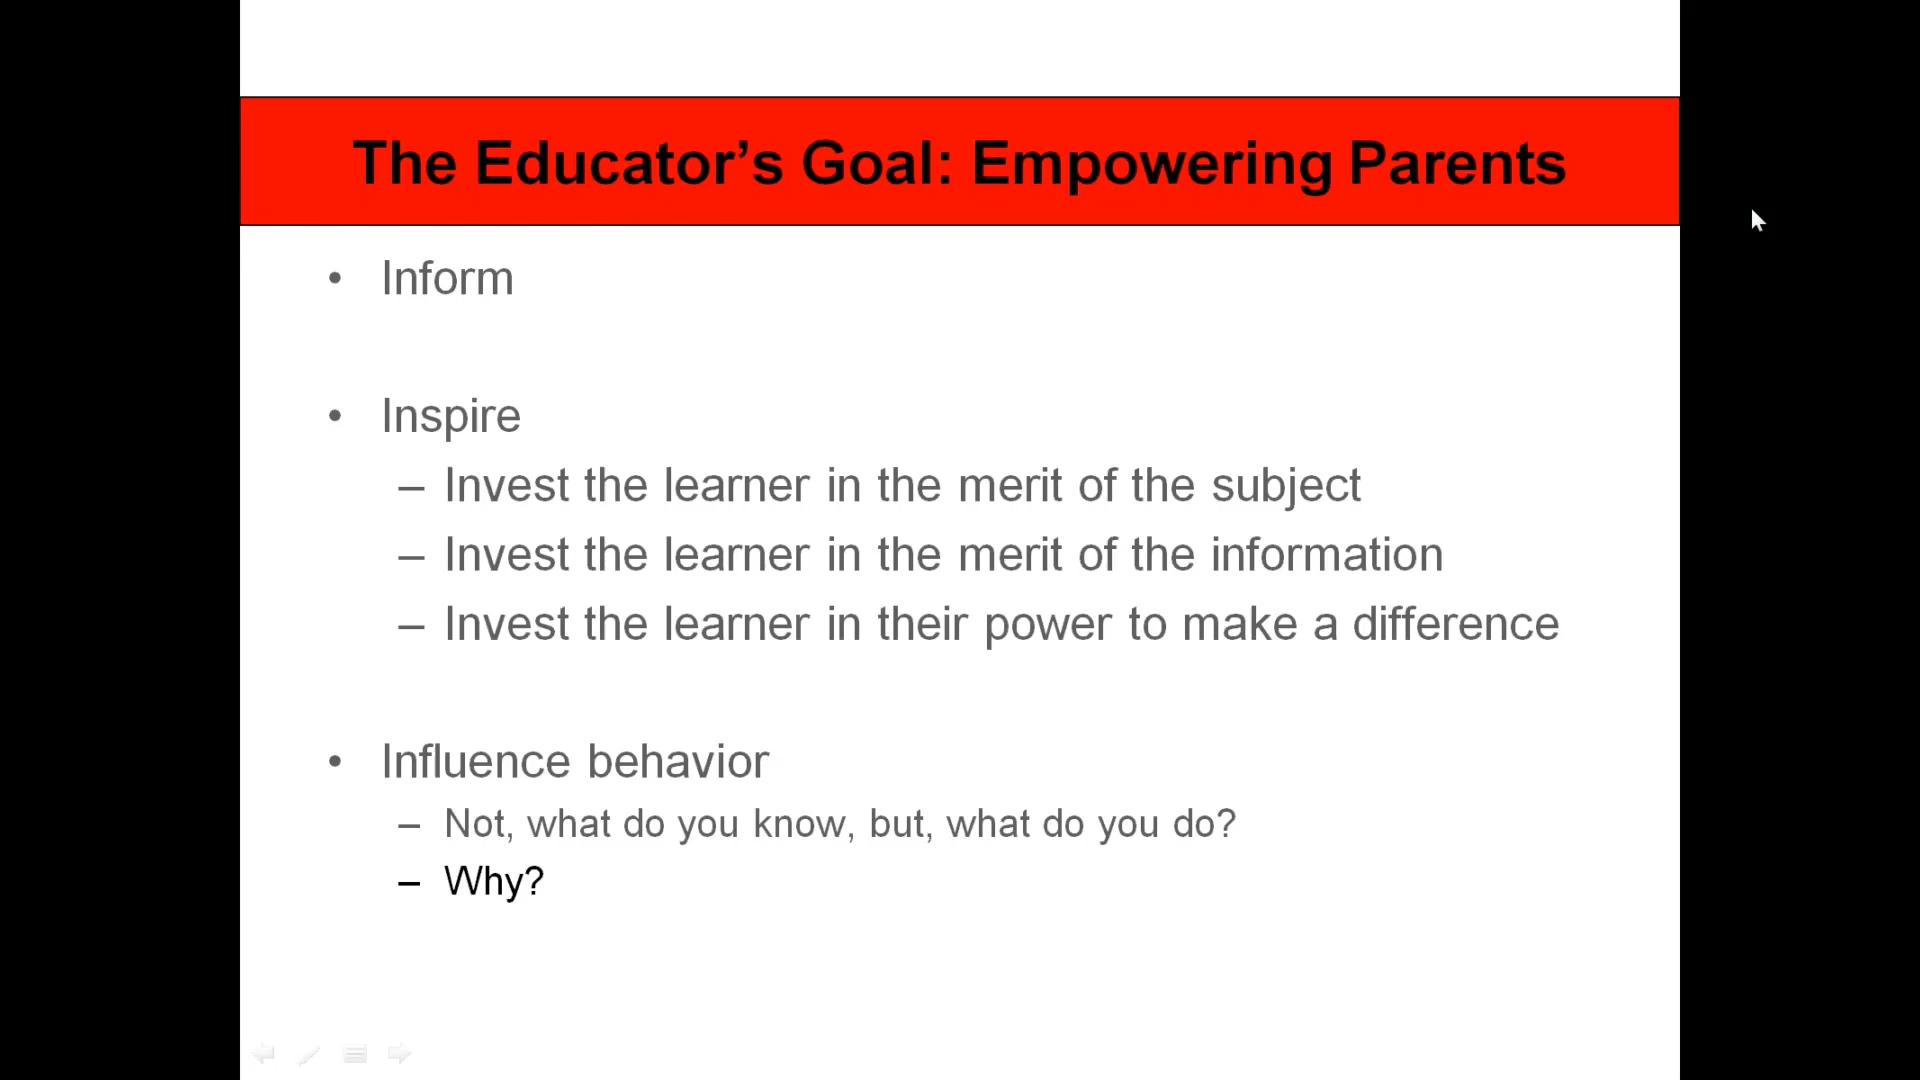 The Educator’s Goal: Empowering Parents
• Inform
• Inspire
– Invest the learner in the merit of the subject
– Invest the learner in the merit of the information
– Invest the learner in their power to make a difference
• Influence behavior
– Not, what do you know, but, what do you do?
– Why?